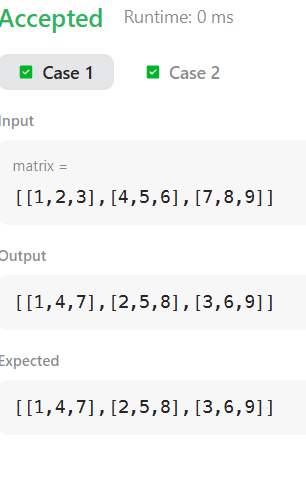 Accepted Runtime: 0 ms
Case 1 Case 2
Input
matrix =
[[1,2,3],[4,5,6],[7,8,9]]
Output
[[1,4,7],[2,5,8],[3,6,9]]
Expected
[[1,4,7],[2,5,8],[3,6,9]]